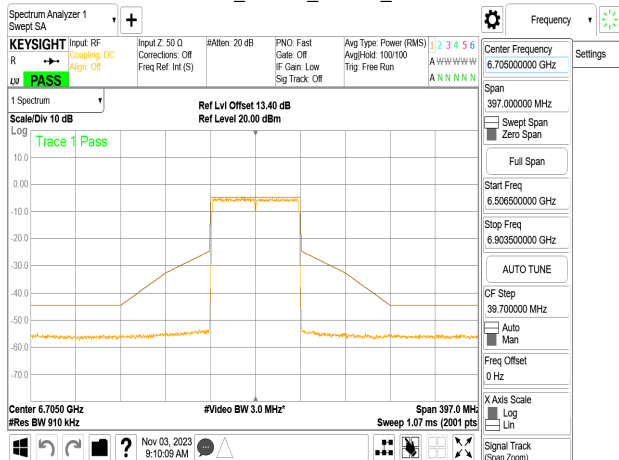 Spectrum Analyzer 1
Swept SA
Frequency
KEYSIGHT
R
LXI
PASS
Input: RF
Coupling: DC
Align: Off
Input Z: 50 Ω
Corrections: Off
Freq Ref: Int (S)
#Atten: 20 dB
PNO: Fast
Gate: Off
IF Gain: Low
Sig Track: Off
Avg Type: Power (RMS)
Avg|Hold: 100/100
Trig: Free Run
1 2 3 4 5 6
A W W W W W
A N N N N N
Center Frequency
6.705000000 GHz
Settings
Span
397.000000 MHz
Swept Span
Zero Span
Full Span
Start Freq
6.506500000 GHz
Stop Freq
6.903500000 GHz
AUTO TUNE
CF Step
39.700000 MHz
Auto
Man
Freq Offset
0 Hz
X Axis Scale
Log
Lin
Signal Track
(Span Zoom)
1 Spectrum
Scale/Div 10 dB
Ref Lvl Offset 13.40 dB
Ref Level 20.00 dBm
Log
Trace 1 Pass
10.0
0.00
-10.0
-20.0
-30.0
-40.0
-50.0
-60.0
-70.0
Center 6.7050 GHz
#Res BW 910 kHz
#Video BW 3.0 MHz*
Span 397.0 MHz
Sweep 1.07 ms (2001 pts)
Nov 03, 2023
9:10:09 AM